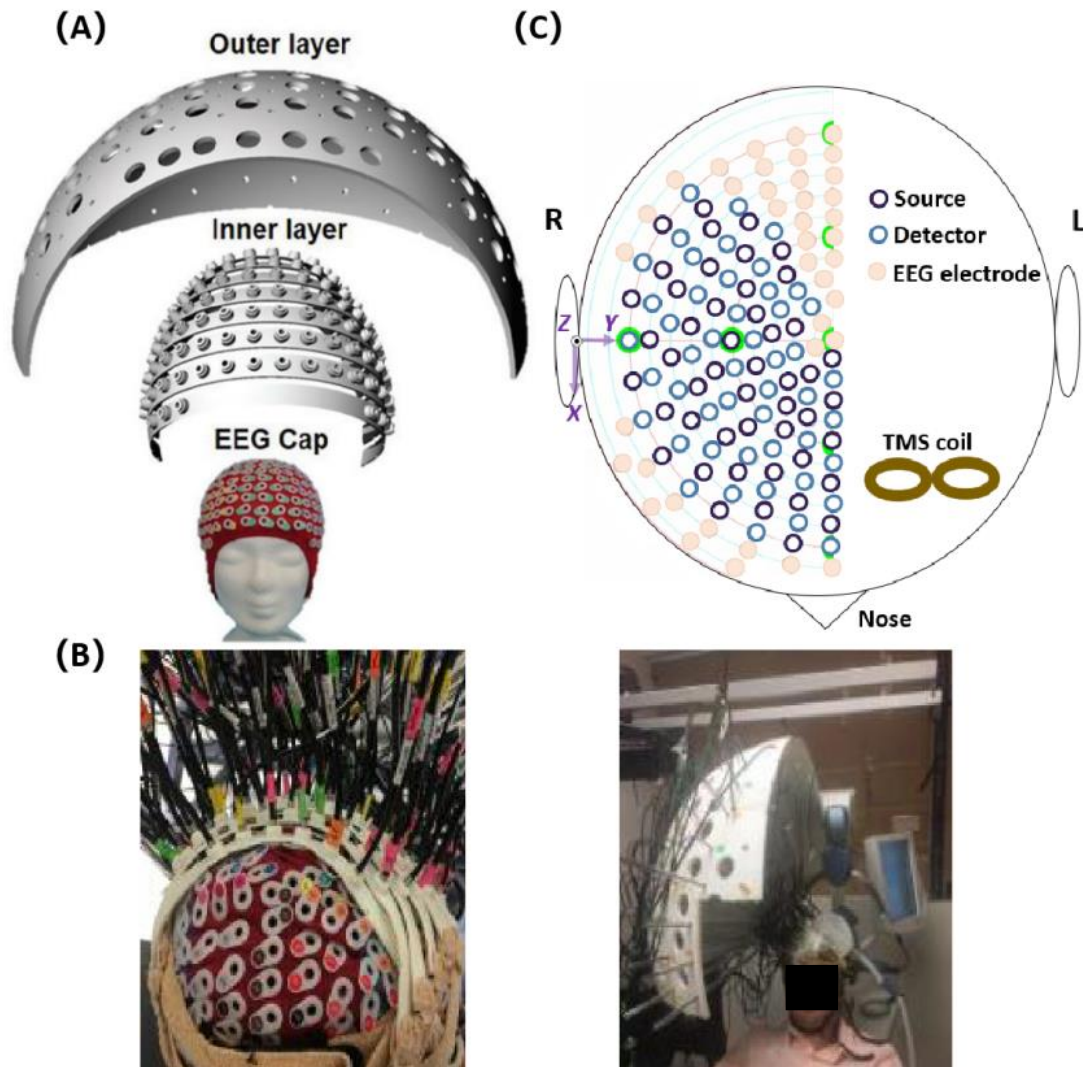 (A)
Outer layer
Inner layer
EEG Cap
(B)
(C)
R
L
Source
Detector
EEG electrode
Z
Y
X
TMS coil
Nose